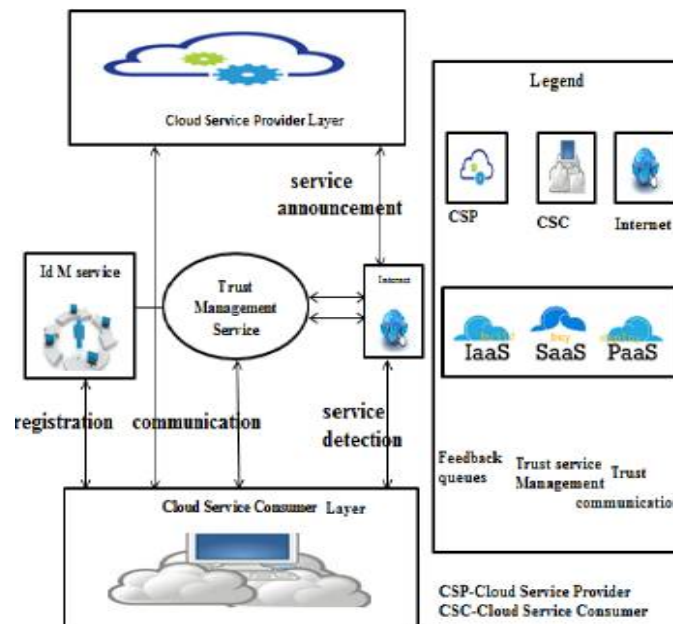 Cloud Service Provider Layer
service
announcement
Id M service
Trust
Management
Service
Internet
registration
communication
service
detection
Cloud Service Consumer Layer
Legend
CSP
CSC
Internet
IaaS
buy
SaaS
PaaS
Feedback
queues
Trust service
Management
Trust
communication
CSP-Cloud Service Provider
CSC-Cloud Service Consumer